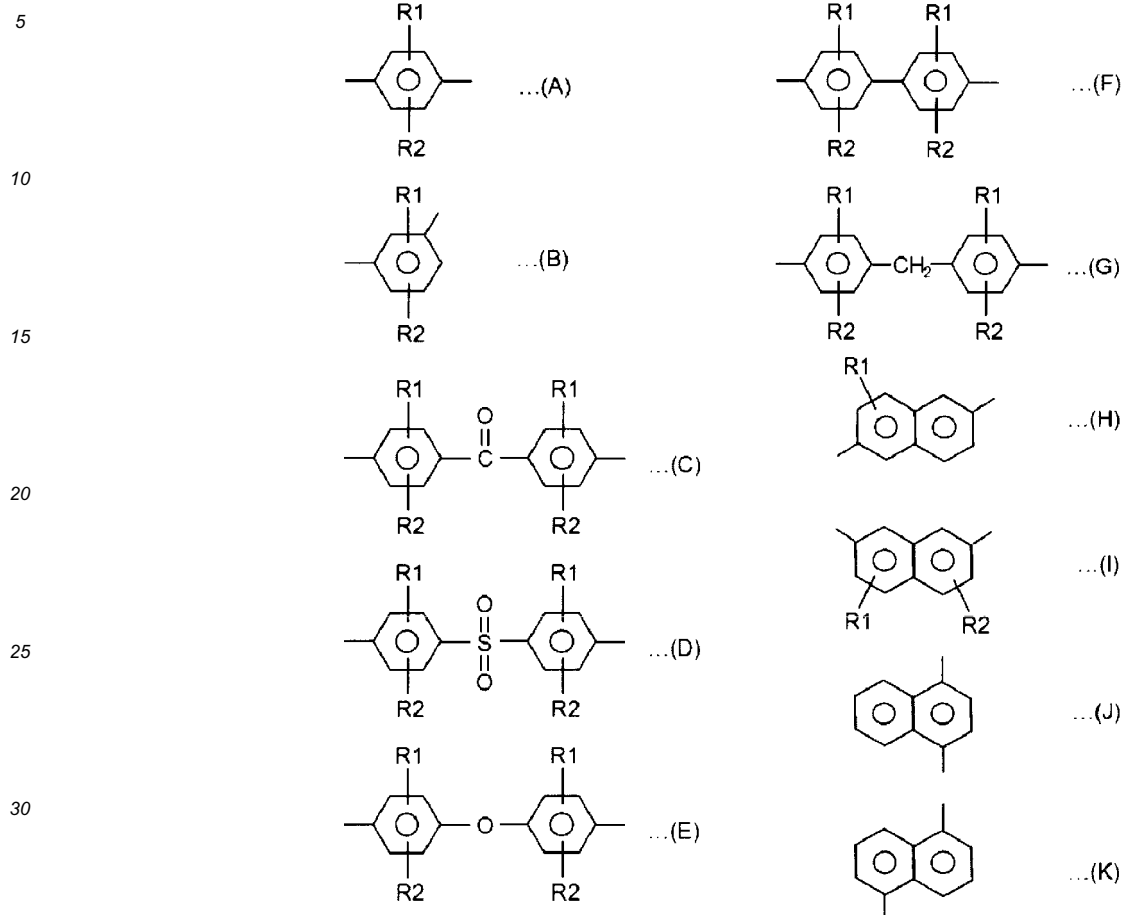 5
R1
...(A)
R2
R1 R1
...(F)
R2 R2
10
R1
...(B)
R2
R1 R1
CH2
...(G)
R2 R2
15
R1 O R1
C
...(C)
R2 R2
R1
...(H)
20
R1 O R1
S
...(D)
O
R2 R2
...(I)
R1 R2
25
...(J)
R1 R1
O
...(E)
R2 R2
30
...(K)